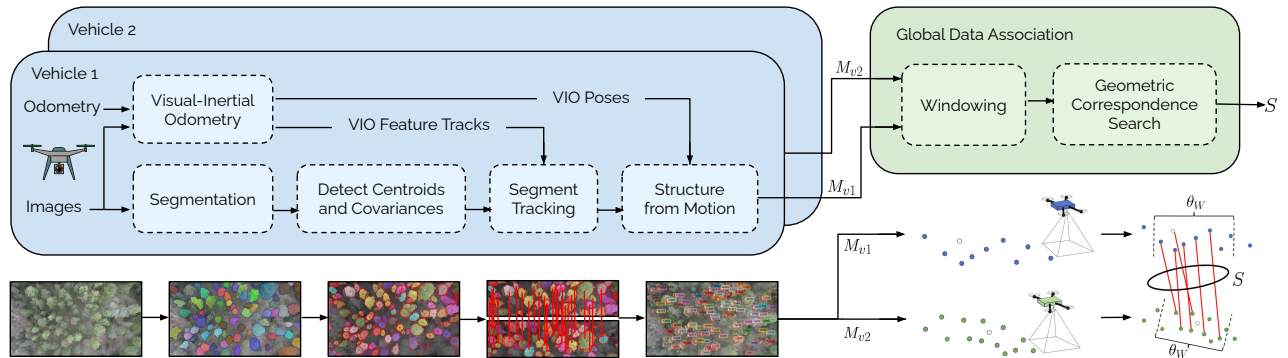 Vehicle 2
Vehicle 1
Odometry
Images
Visual-Inertial
Odometry
VIO Poses
VIO Feature Tracks
Segmentation
Detect Centroids
and Covariances
Segment
Tracking
Structure
from Motion
M_{v2}
M_{v1}
Global Data Association
Windowing
Geometric
Correspondence
Search
S
M_{v1}
M_{v2}
θ_W
S
θ_W